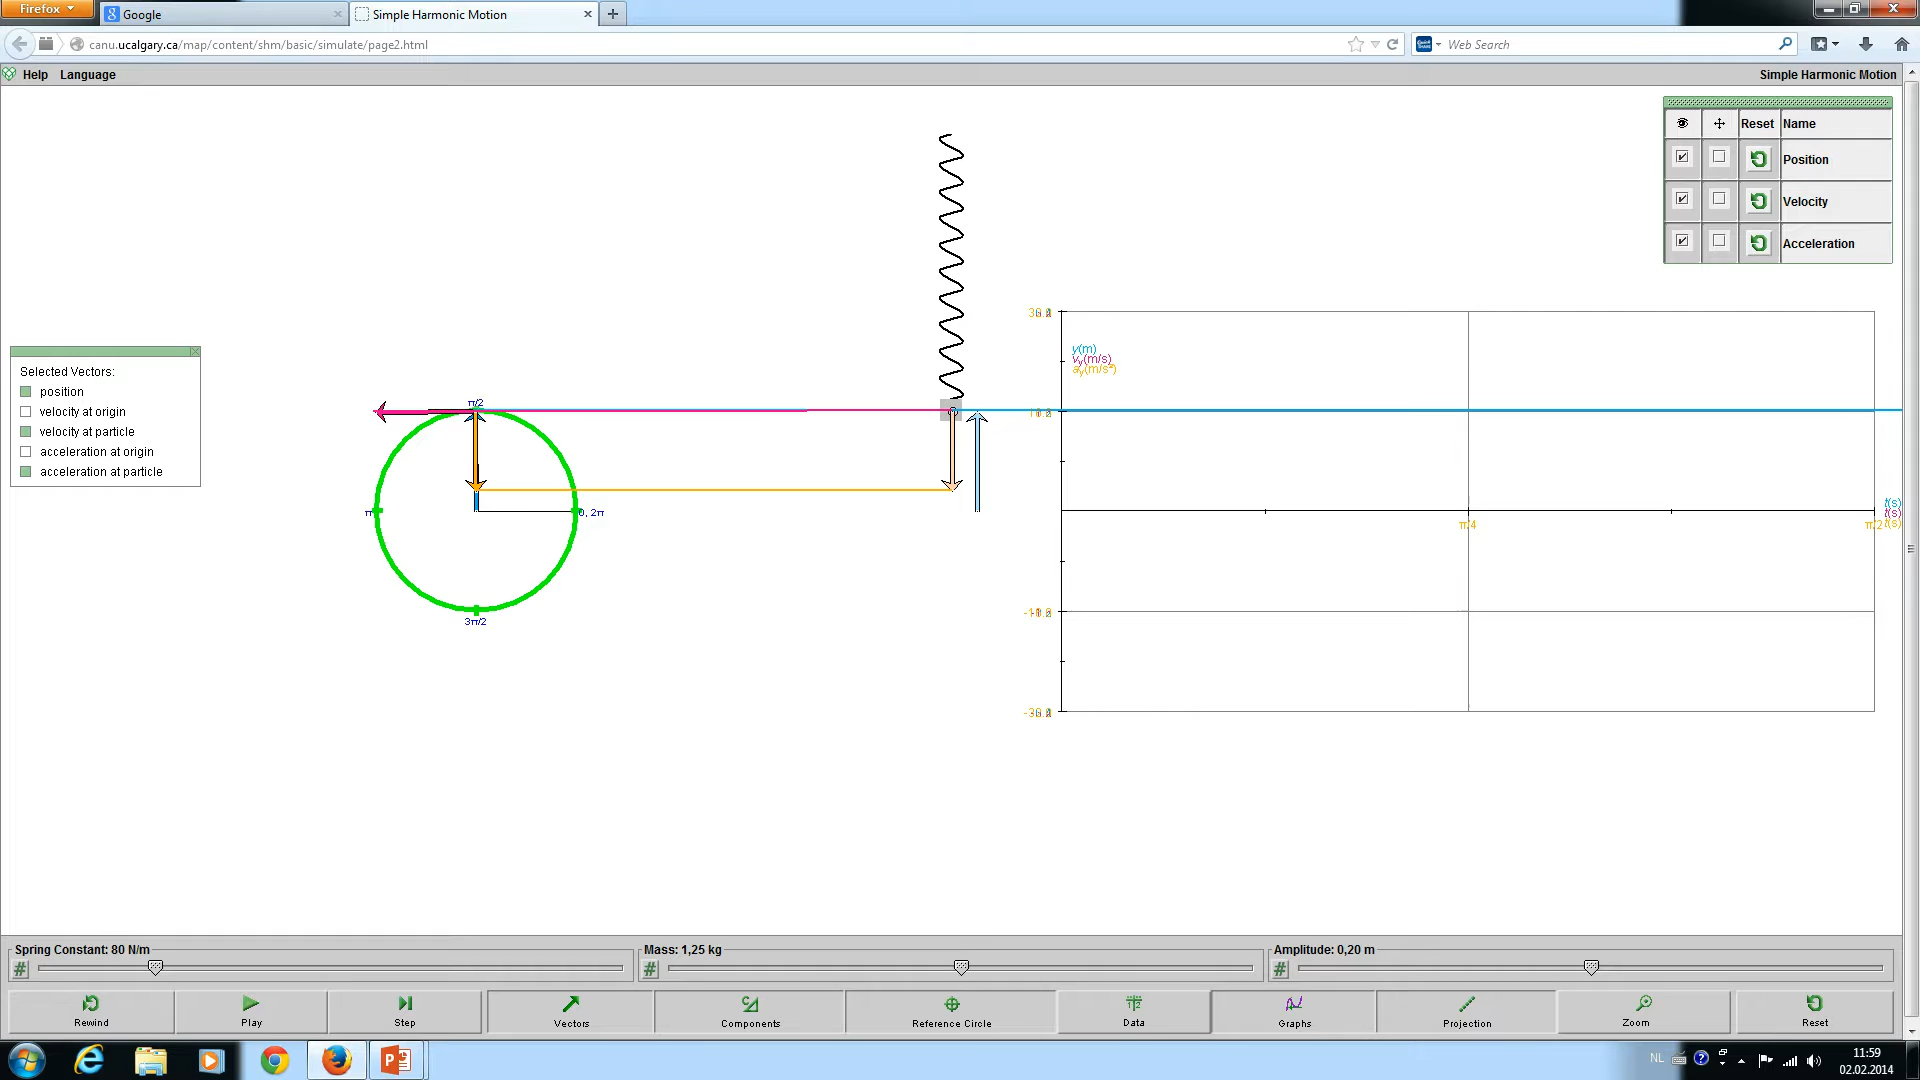 Firefox
Google
Simple Harmonic Motion
canu.ucalgary.ca/map/content/shm/basic/simulate/page2.html
Web Search
Help Language
Simple Harmonic Motion
Reset Name
Position
Velocity
Acceleration
Selected Vectors:
position
velocity at origin
velocity at particle
acceleration at origin
acceleration at particle
π/2
π
0, 2π
3π/2
y(m)
vy(m/s)
ay(m/s²)
t(s)
t(s)
t(s)
π/4
π/2
Spring Constant: 80 N/m
Mass: 1,25 kg
Amplitude: 0,20 m
Rewind
Play
Step
Vectors
Components
Reference Circle
Data
Graphs
Projection
Zoom
Reset
NL
11:59
02.02.2014